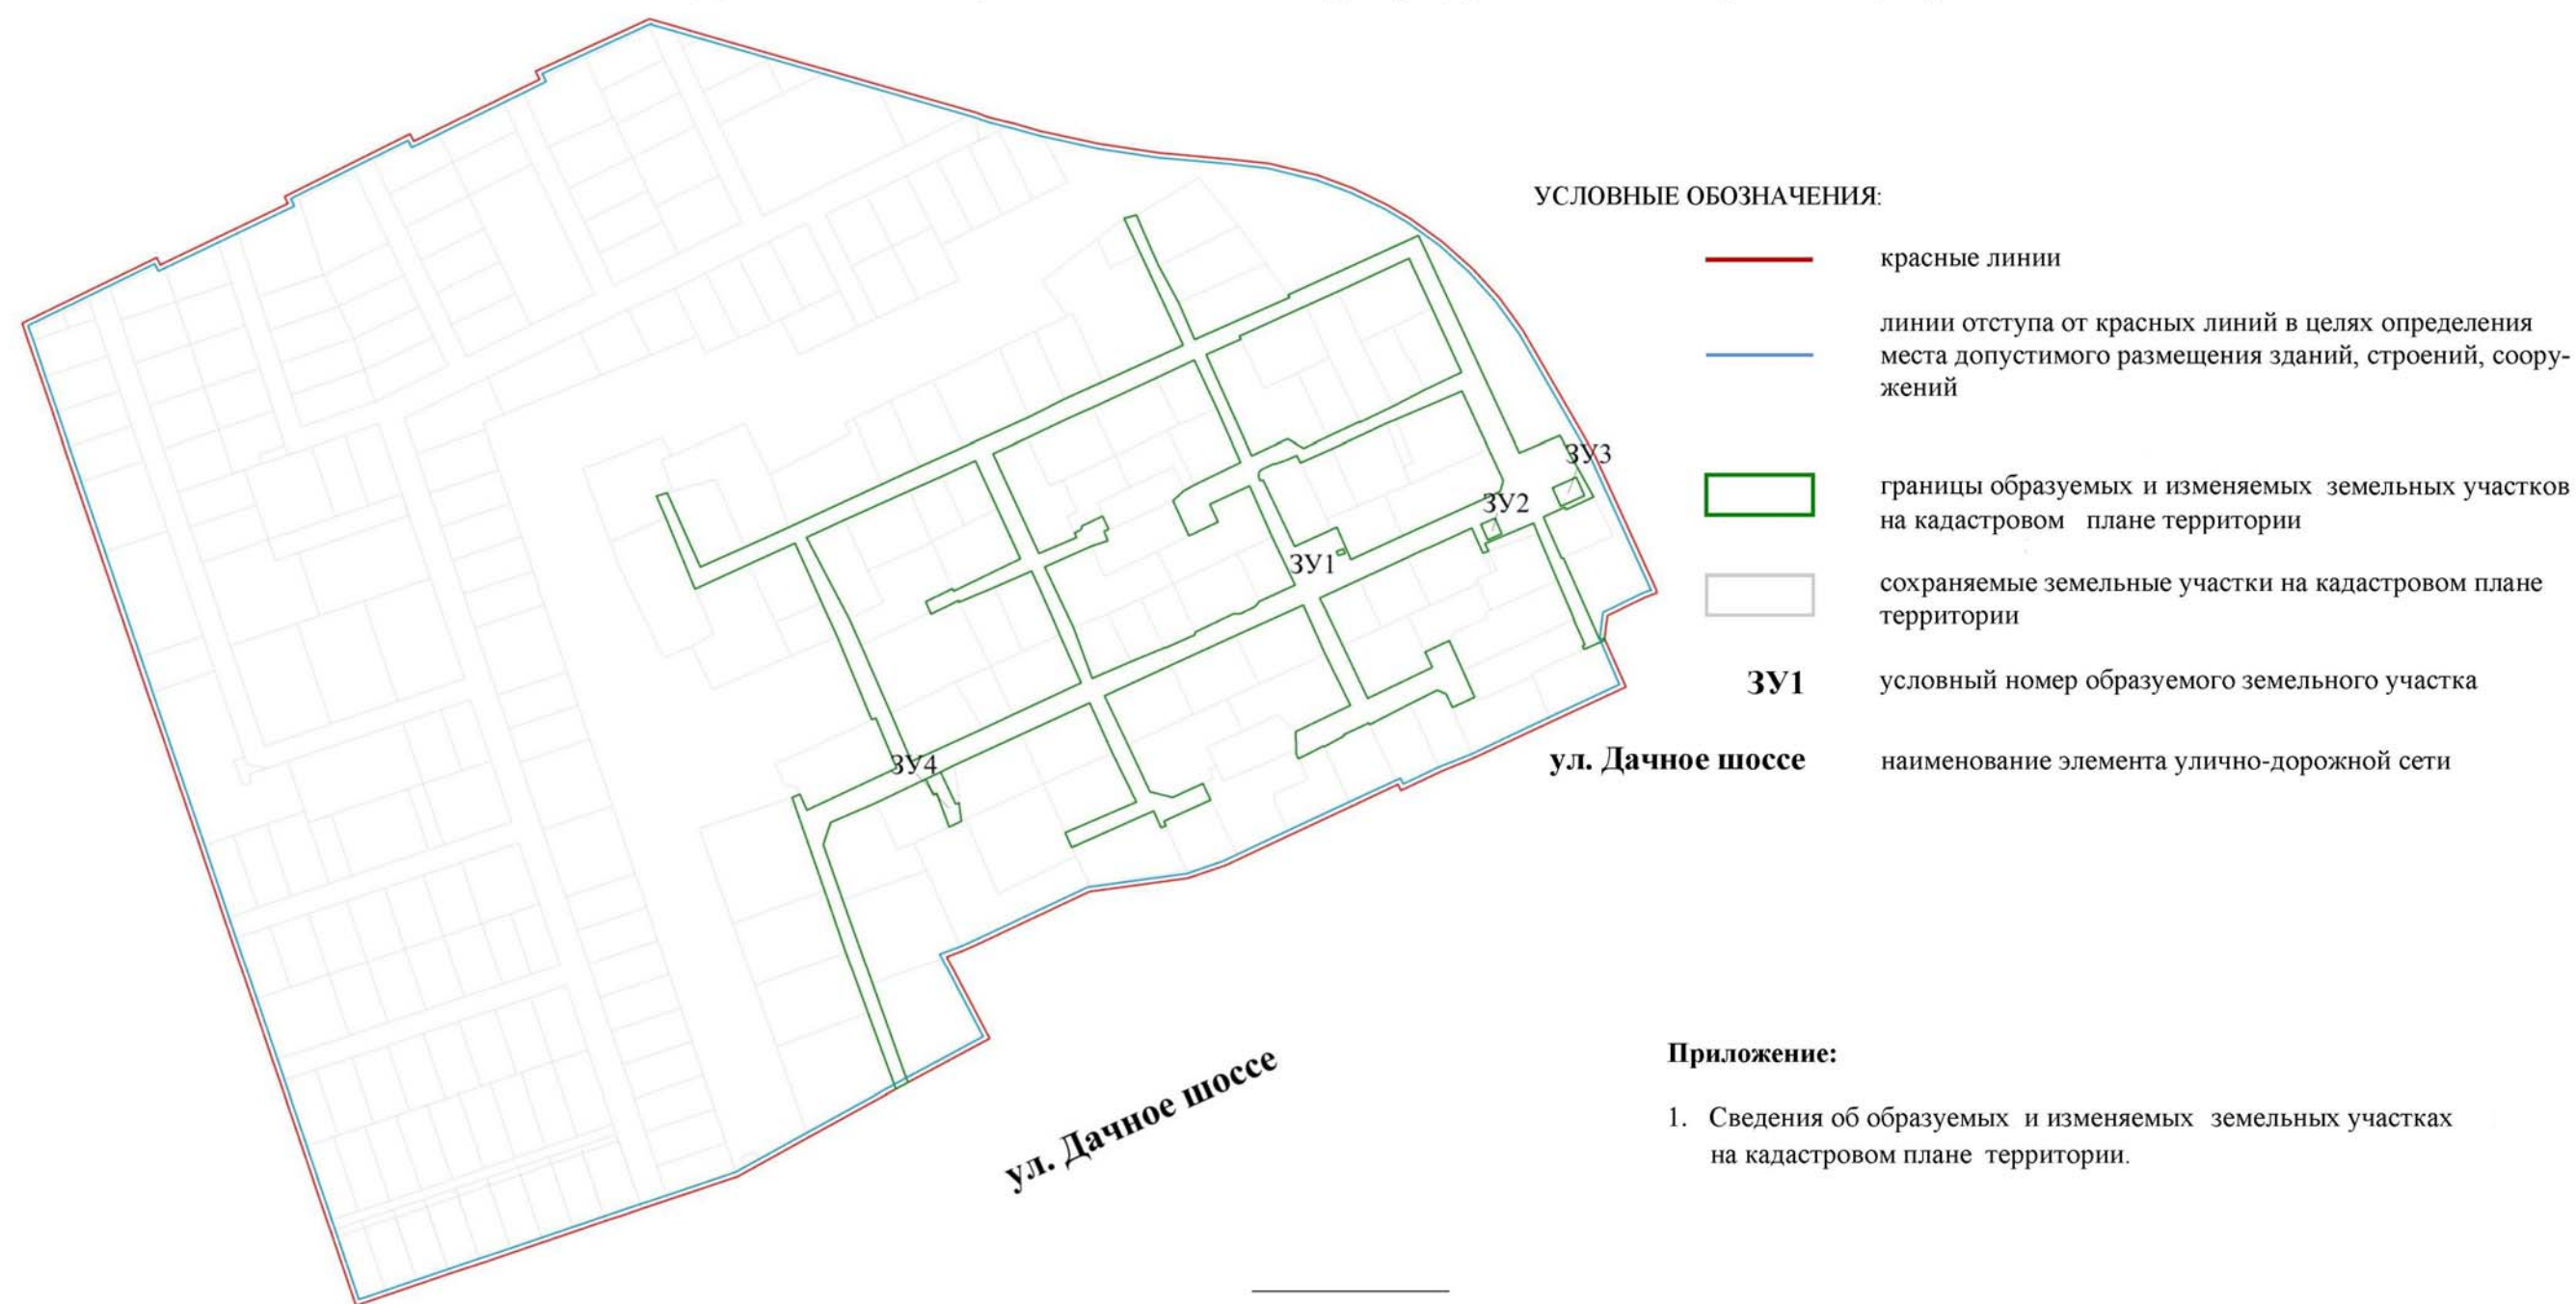 УСЛОВНЫЕ ОБОЗНАЧЕНИЯ:
красные линии
линии отступа от красных линий в целях определения
места допустимого размещения зданий, строений, соору-
жений
границы образуемых и изменяемых земельных участков
на кадастровом плане территории
сохраняемые земельные участки на кадастровом плане
территории
ЗУ1 условный номер образуемого земельного участка
ул. Дачное шоссе наименование элемента улично-дорожной сети
ЗУ3
ЗУ2
ЗУ1
ЗУ4
ул. Дачное шоссе
Приложение:
1. Сведения об образуемых и изменяемых земельных участках
на кадастровом плане территории.